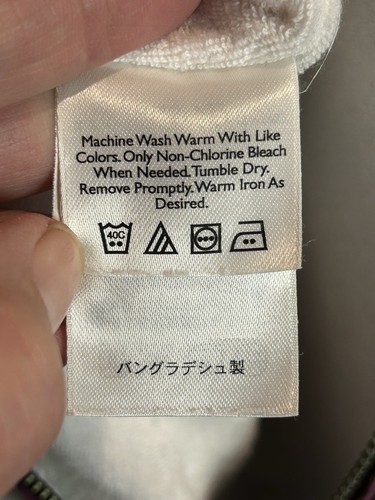 Machine Wash Warm With Like
Colors. Only Non-Chlorine Bleach
When Needed. Tumble Dry.
Remove Promptly. Warm Iron As
Desired.
40C
バングラデシュ製